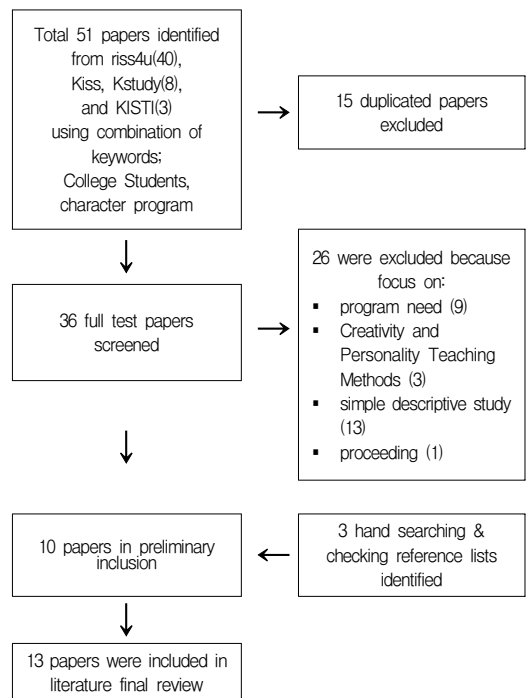 Total 51 papers identified
from riss4u(40),
Kiss, Kstudy(8),
and KISTI(3)
using combination of
keywords;
College Students,
character program
15 duplicated papers
excluded
36 full test papers
screened
26 were excluded because
focus on:
▪ program need (9)
▪ Creativity and
Personality Teaching
Methods (3)
▪ simple descriptive study
(13)
▪ proceeding (1)
10 papers in preliminary
inclusion
3 hand searching &
checking reference lists
identified
13 papers were included in
literature final review